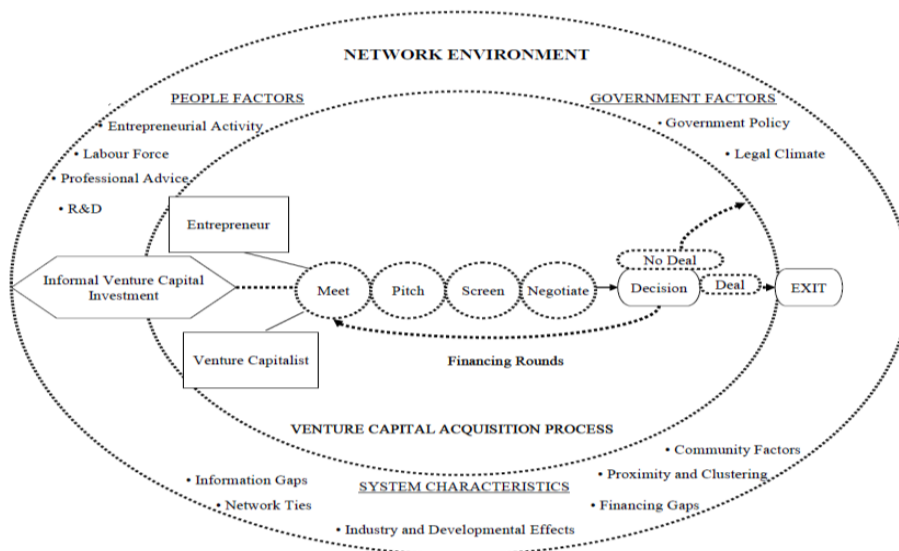 NETWORK ENVIRONMENT
PEOPLE FACTORS
• Entrepreneurial Activity
• Labour Force
• Professional Advice
• R&D
GOVERNMENT FACTORS
• Government Policy
• Legal Climate
Entrepreneur
Informal Venture Capital
Investment
Venture Capitalist
Meet
Pitch
Screen
Negotiate
No Deal
Decision
Deal
EXIT
Financing Rounds
VENTURE CAPITAL ACQUISITION PROCESS
• Information Gaps
• Network Ties
SYSTEM CHARACTERISTICS
• Industry and Developmental Effects
• Community Factors
• Proximity and Clustering
• Financing Gaps